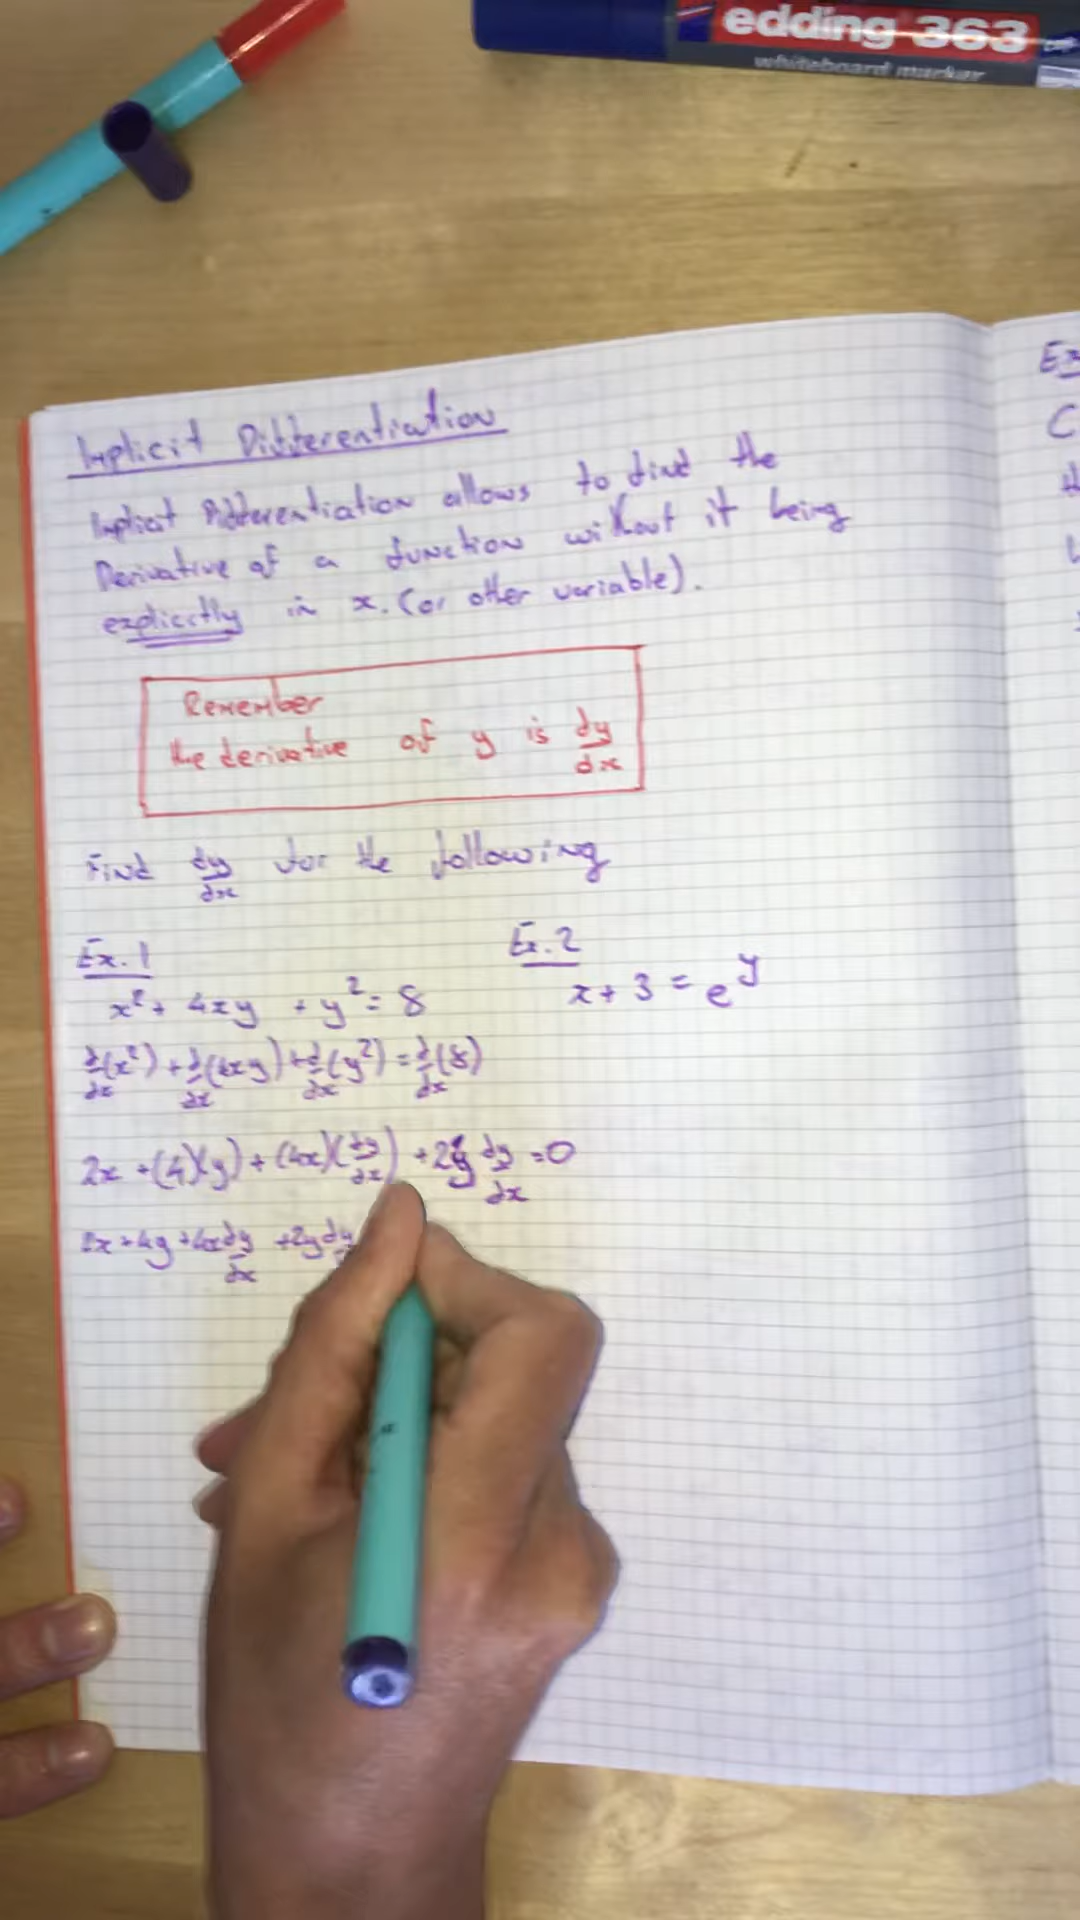 edding 363
whiteboard marker
Implicit Differentiation
Implicit Differentiation allows to find the
Derivative of a function without it being
explicitly in x. (or other variable).
Remember
the derivative of y is dy/dx
Find dy/dx for the following
Ex. 1
x² + 4xy + y² = 8
d/dx(x²) + d/dx(4xy) + d/dx(y²) = d/dx(8)
2x + (4)(y) + (4x)(dy/dx) + 2y dy/dx = 0
2x + 4y + 4x dy/dx + 2y dy
Ex. 2
x + 3 = e^y
Ex
C